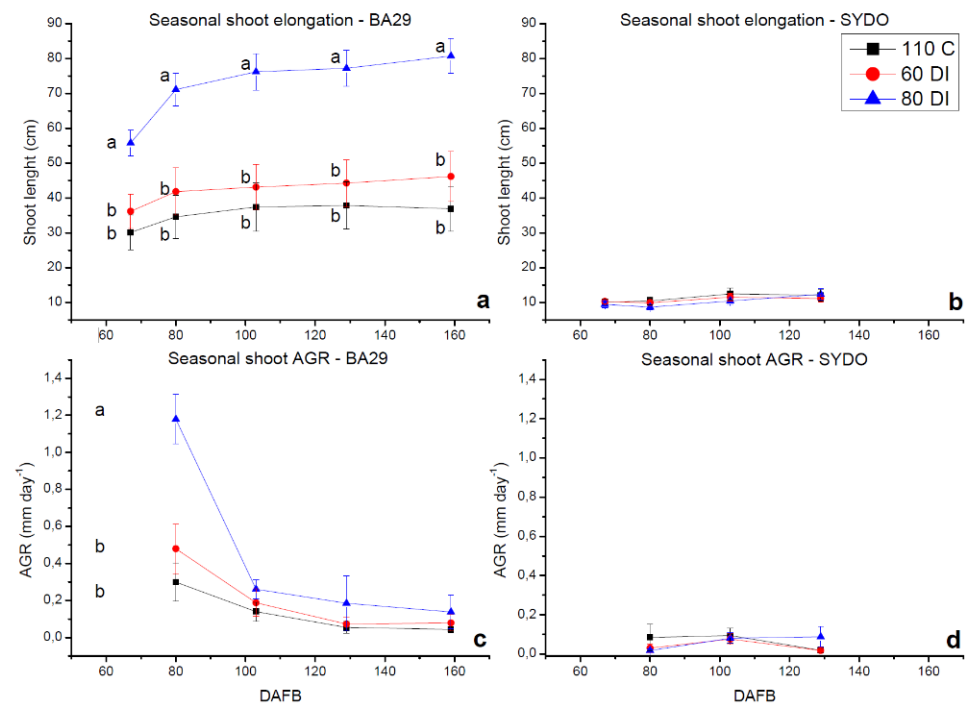 Seasonal shoot elongation - BA29
90
80
70
60
50
40
30
20
10
Shoot lenght (cm)
a
a
a
a
a
b
b
b
b
b
b
b
b
b
b
a
60
80
100
120
140
160
DAFB
Seasonal shoot elongation - SYDO
110 C
60 DI
80 DI
90
80
70
60
50
40
30
20
10
Shoot lenght (cm)
b
60
80
100
120
140
160
DAFB
Seasonal shoot AGR - BA29
1,4
1,2
1,0
0,8
0,6
0,4
0,2
0,0
AGR (mm day-1)
a
b
b
c
60
80
100
120
140
160
DAFB
Seasonal shoot AGR - SYDO
1,4
1,2
1,0
0,8
0,6
0,4
0,2
0,0
AGR (mm day-1)
d
60
80
100
120
140
160
DAFB